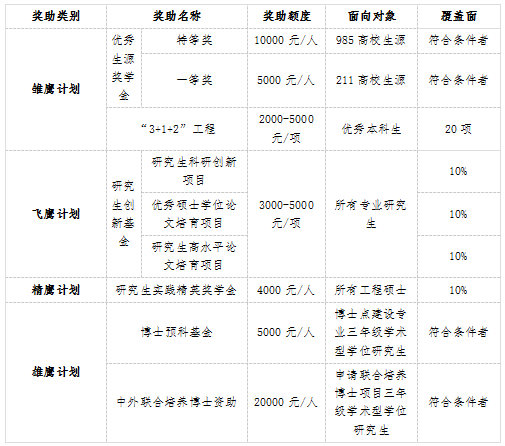 奖助类别 奖助名称 奖助额度 面向对象 覆盖面
雏鹰计划
优秀
生源
奖学
金
特等奖 10000 元/人 985 高校生源 符合条件者
一等奖 5000 元/人 211 高校生源 符合条件者
“3+1+2”工程
2000-5000
元/项
优秀本科生 20 项
飞鹰计划
研究
生创
新基
金
研究生科研创新
项目
3000-5000
元/项
所有专业研究
生
10%
优秀硕士学位论
文培育项目
10%
研究生高水平论
文培育项目
10%
精鹰计划 研究生实践精英奖学金 4000 元/人 所有工程硕士 10%
雄鹰计划
博士预科基金 5000 元/人
博士点建设专
业三年级学术
型学位研究生
符合条件者
中外联合培养博士资助 20000 元/人
申请联合培养
博士项目三年
级学术型学位
研究生
符合条件者